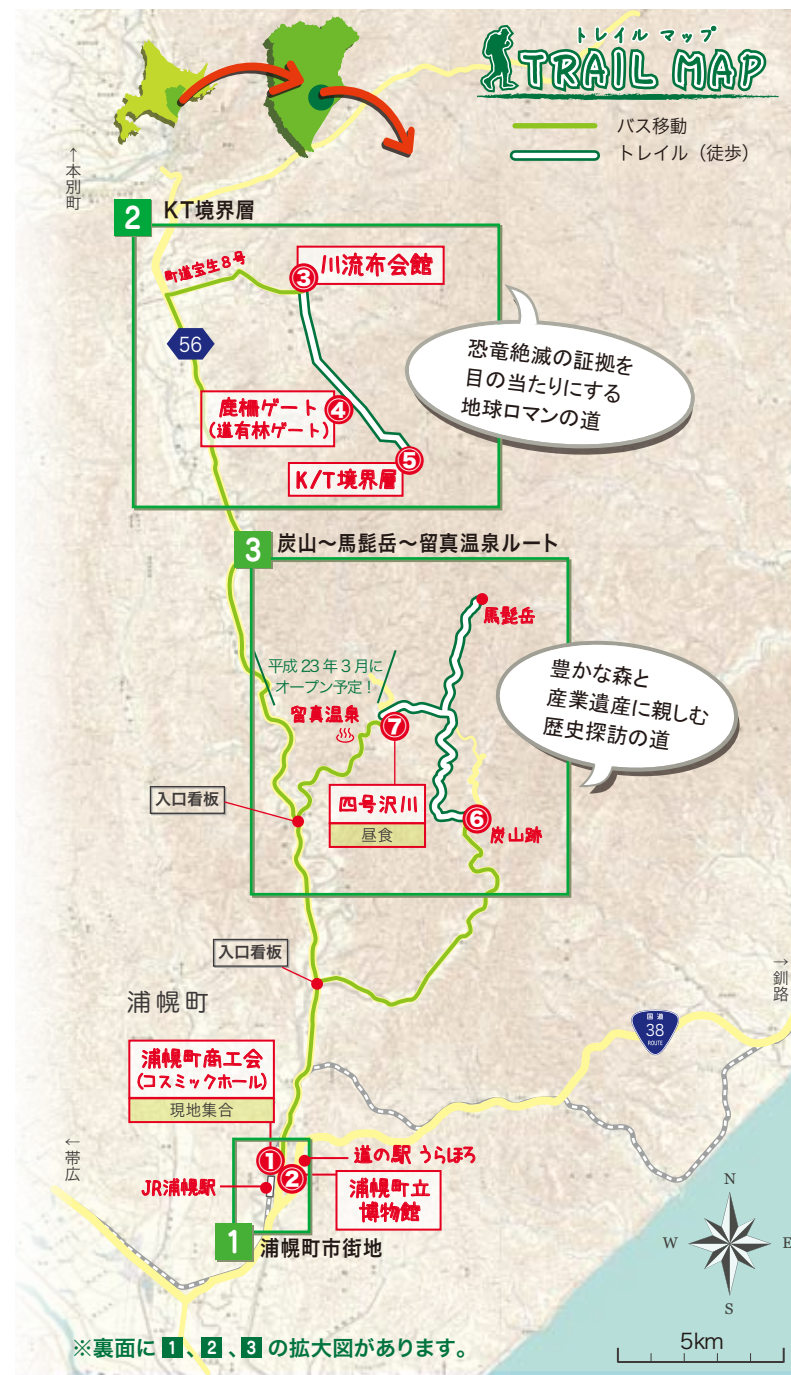 トレイル マップ
TRAIL MAP
バス移動
トレイル（徒歩）
↑本別町
2 KT境界層
町道宝生8号
③ 川流布会館
56
恐竜絶滅の証拠を
目の当たりにする
地球ロマンの道
鹿柵ゲート ④
（道有林ゲート）
⑤
K/T境界層
3 炭山～馬髭岳～留真温泉ルート
馬髭岳
平成23年3月に
オープン予定！
留真温泉
⑦
豊かな森と
産業遺産に親しむ
歴史探訪の道
入口看板
四号沢川
昼食
⑥
炭山跡
入口看板
→釧路
浦幌町
国道
38
ROUTE
浦幌町商工会
（コスミックホール）
現地集合
←帯広
①
道の駅 うらほろ
②
JR浦幌駅
浦幌町立
博物館
1 浦幌町市街地
N
W E
S
※裏面に 1、2、3 の拡大図があります。
5km